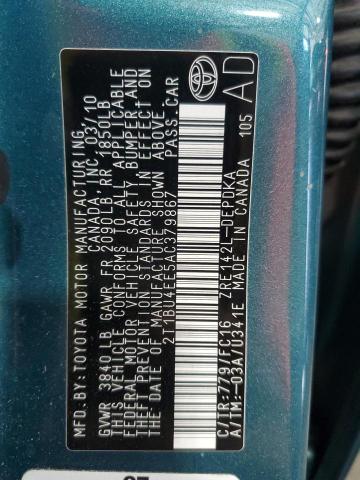 MFD. BY: TOYOTA MOTOR MANUFACTURING
CANADA, INC. 03/10
GVWR 3840 LB GAWR FR 2090LB RR 1850LB
THIS VEHICLE CONFORMS TO ALL APPLICABLE
FEDERAL MOTOR VEHICLE SAFETY, BUMPER, AND
THEFT PREVENTION STANDARDS IN EFFECT ON
THE DATE OF MANUFACTURE SHOWN ABOVE.
2T1BU4EE5AC379867 PASS. CAR
C/TR: 779/FC16 ZRE142L-DEPDKA
A/TM: -03A/U341E MADE IN CANADA 105
AD